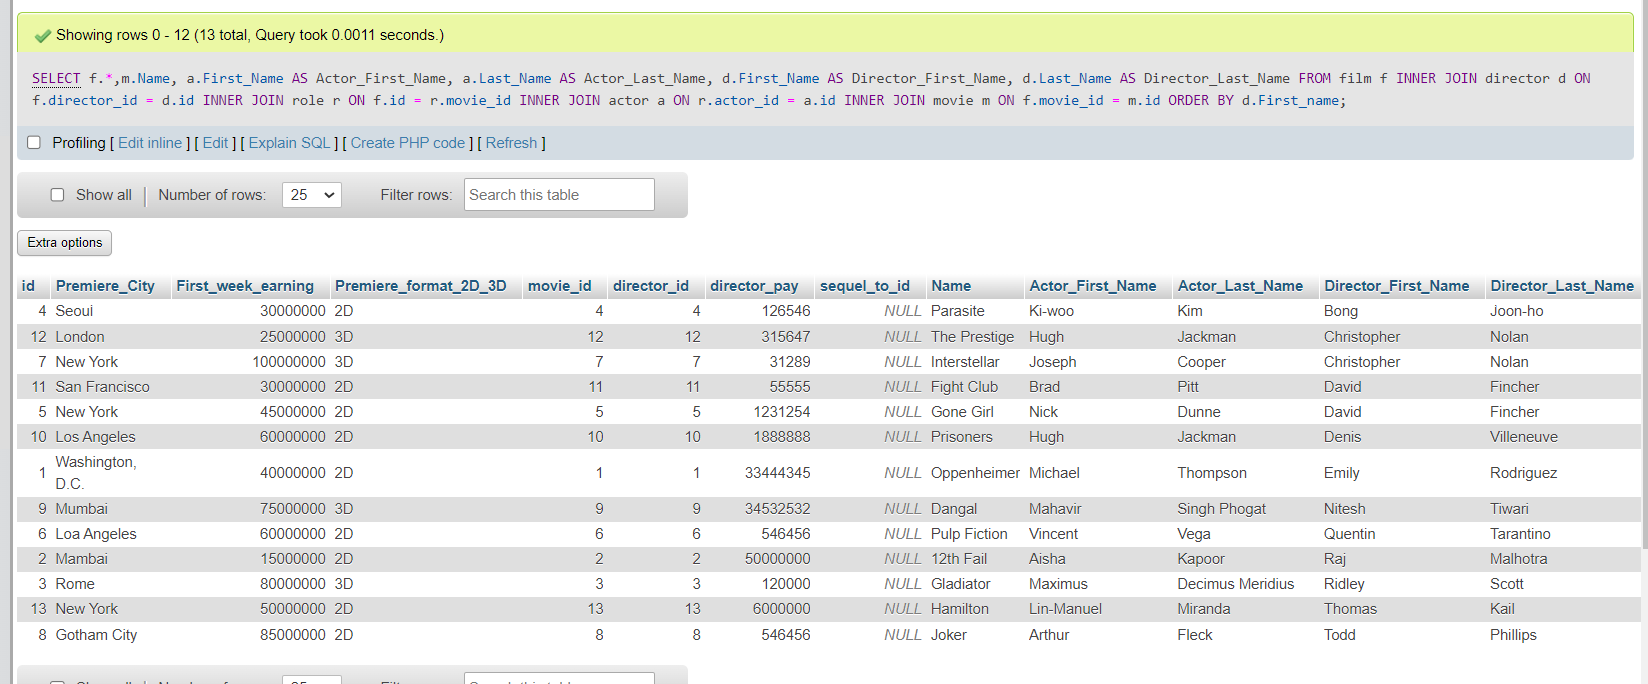 Showing rows 0 - 12 (13 total, Query took 0.0011 seconds.)
SELECT f.*,m.Name, a.First_Name AS Actor_First_Name, a.Last_Name AS Actor_Last_Name, d.First_Name AS Director_First_Name, d.Last_Name AS Director_Last_Name FROM film f INNER JOIN director d ON
f.director_id = d.id INNER JOIN role r ON f.id = r.movie_id INNER JOIN actor a ON r.actor_id = a.id INNER JOIN movie m ON f.movie_id = m.id ORDER BY d.First_name;
Profiling [ Edit inline ] [ Edit ] [ Explain SQL ] [ Create PHP code ] [ Refresh ]
Show all Number of rows: 25 Filter rows: Search this table
Extra options
id Premiere_City First_week_earning Premiere_format_2D_3D movie_id director_id director_pay sequel_to_id Name Actor_First_Name Actor_Last_Name Director_First_Name Director_Last_Name
4 Seoui 30000000 2D 4 4 126546 NULL Parasite Ki-woo Kim Bong Joon-ho
12 London 25000000 3D 12 12 315647 NULL The Prestige Hugh Jackman Christopher Nolan
7 New York 100000000 3D 7 7 31289 NULL Interstellar Joseph Cooper Christopher Nolan
11 San Francisco 30000000 2D 11 11 55555 NULL Fight Club Brad Pitt David Fincher
5 New York 45000000 2D 5 5 1231254 NULL Gone Girl Nick Dunne David Fincher
10 Los Angeles 60000000 2D 10 10 1888888 NULL Prisoners Hugh Jackman Denis Villeneuve
Washington,
1 D.C. 40000000 2D 1 1 33444345 NULL Oppenheimer Michael Thompson Emily Rodriguez
9 Mumbai 75000000 3D 9 9 34532532 NULL Dangal Mahavir Singh Phogat Nitesh Tiwari
6 Loa Angeles 60000000 2D 6 6 546456 NULL Pulp Fiction Vincent Vega Quentin Tarantino
2 Mambai 15000000 2D 2 2 50000000 NULL 12th Fail Aisha Kapoor Raj Malhotra
3 Rome 80000000 3D 3 3 120000 NULL Gladiator Maximus Decimus Meridius Ridley Scott
13 New York 50000000 2D 13 13 6000000 NULL Hamilton Lin-Manuel Miranda Thomas Kail
8 Gotham City 85000000 2D 8 8 546456 NULL Joker Arthur Fleck Todd Phillips